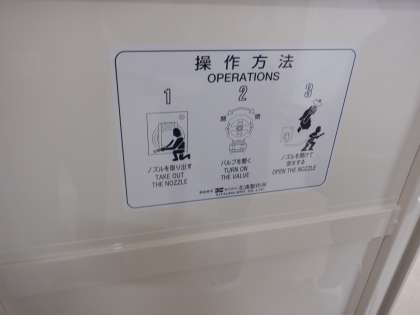 操作方法
OPERATIONS
1
2
3
ノズルを取り出す
TAKE OUT
THE NOZZLE
開
バルブを開く
TURN ON
THE VALVE
ノズルを開けて
放水する
OPEN THE NOZZLE